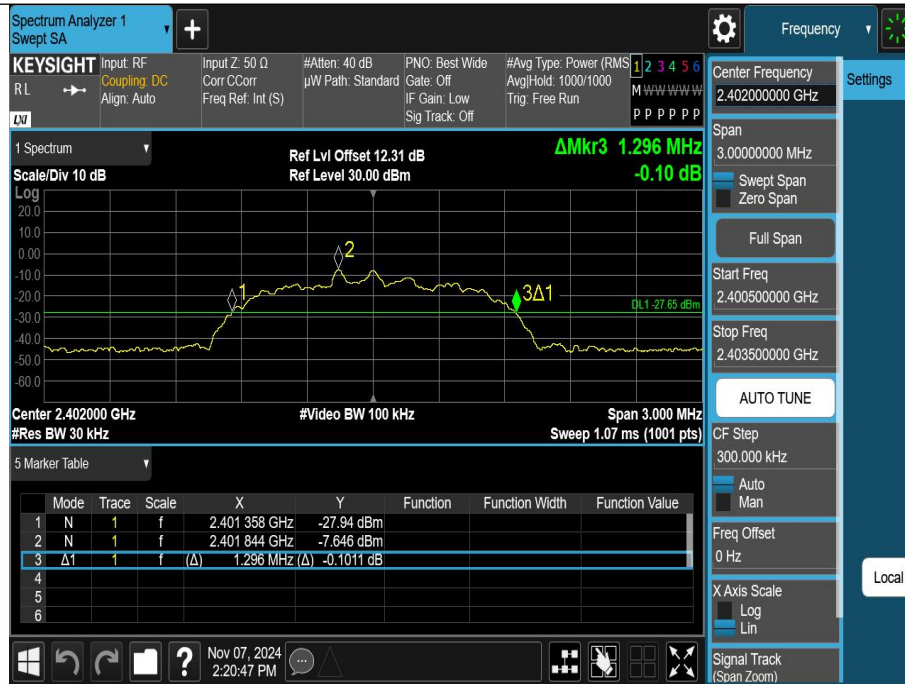 Spectrum Analyzer 1
Swept SA
+
Frequency
KEYSIGHT
RL
LXI
Input: RF
Coupling: DC
Align: Auto
Input Z: 50 Ω
Corr CCorr
Freq Ref: Int (S)
#Atten: 40 dB
µW Path: Standard
PNO: Best Wide
Gate: Off
IF Gain: Low
Sig Track: Off
#Avg Type: Power (RMS
Avg|Hold: 1000/1000
Trig: Free Run
1 2 3 4 5 6
M W W W W W
P P P P P P
1 Spectrum
Scale/Div 10 dB
Ref Lvl Offset 12.31 dB
Ref Level 30.00 dBm
ΔMkr3 1.296 MHz
-0.10 dB
Log
20.0
10.0
0.00
-10.0
-20.0
-30.0
-40.0
-50.0
-60.0
1
2
3Δ1
DL1 -27.65 dBm
Center 2.402000 GHz
#Video BW 100 kHz
Span 3.000 MHz
#Res BW 30 kHz
Sweep 1.07 ms (1001 pts)
5 Marker Table
Mode Trace Scale X Y Function Function Width Function Value
1 N 1 f 2.401 358 GHz -27.94 dBm
2 N 1 f 2.401 844 GHz -7.646 dBm
3 Δ1 1 f (Δ) 1.296 MHz (Δ) -0.1011 dB
4
5
6
?
Nov 07, 2024
2:20:47 PM
Center Frequency
2.402000000 GHz
Span
3.00000000 MHz
Swept Span
Zero Span
Full Span
Start Freq
2.400500000 GHz
Stop Freq
2.403500000 GHz
AUTO TUNE
CF Step
300.000 kHz
Auto
Man
Freq Offset
0 Hz
X Axis Scale
Log
Lin
Signal Track
(Span Zoom)
Settings
Local